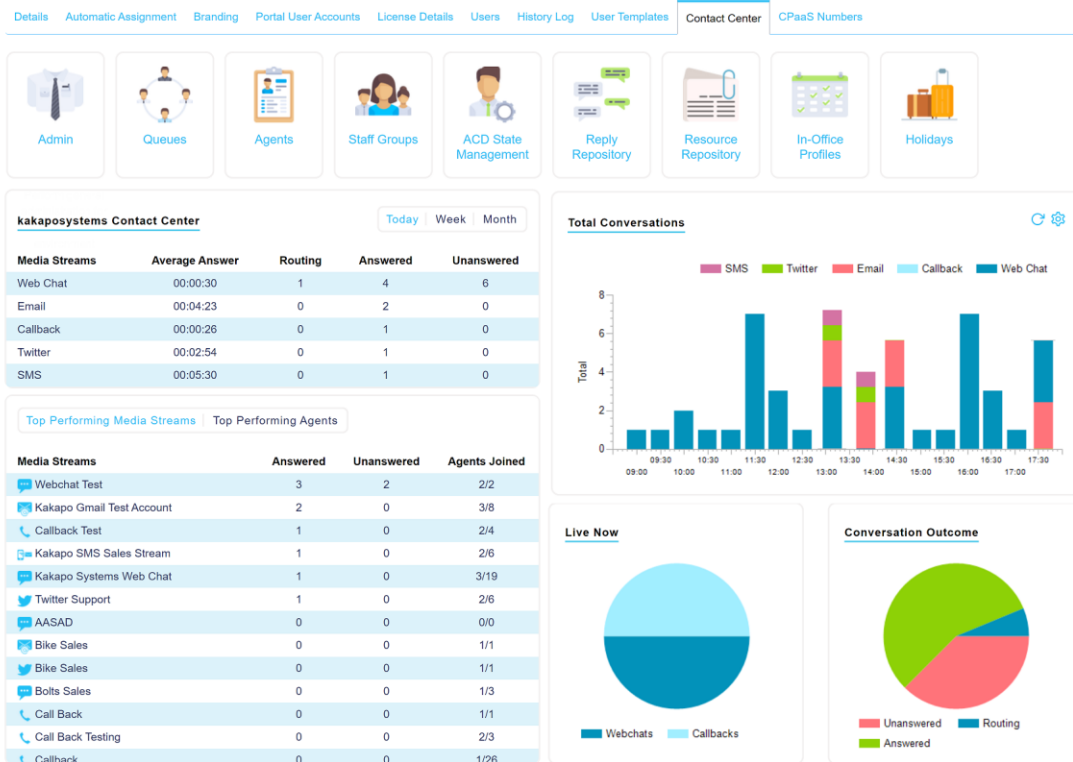 Details Automatic Assignment Branding Portal User Accounts License Details Users History Log User Templates Contact Center CPaaS Numbers
Admin
Queues
Agents
Staff Groups
ACD State
Management
Reply
Repository
Resource
Repository
In-Office
Profiles
Holidays
kakaposystems Contact Center
Today Week Month
Media Streams Average Answer Routing Answered Unanswered
Web Chat 00:00:30 1 4 6
Email 00:04:23 0 2 0
Callback 00:00:26 0 1 0
Twitter 00:02:54 0 1 0
SMS 00:05:30 0 1 0
Top Performing Media Streams Top Performing Agents
Media Streams Answered Unanswered Agents Joined
Webchat Test 3 2 2/2
Kakapo Gmail Test Account 2 0 3/8
Callback Test 1 0 2/4
Kakapo SMS Sales Stream 1 0 2/6
Kakapo Systems Web Chat 1 0 3/19
Twitter Support 1 0 2/6
AASAD 0 0 0/0
Bike Sales 0 0 1/1
Bike Sales 0 0 1/1
Bolts Sales 0 0 1/3
Call Back 0 0 1/1
Call Back Testing 0 0 2/3
Callback 0 0 1/26
Total Conversations
SMS Twitter Email Callback Web Chat
Total
8
6
4
2
0
09:30 10:30 11:30 12:30 13:30 14:30 15:30 16:30 17:30
09:00 10:00 11:00 12:00 13:00 14:00 15:00 16:00 17:00
Live Now
Webchats Callbacks
Conversation Outcome
Unanswered Routing
Answered